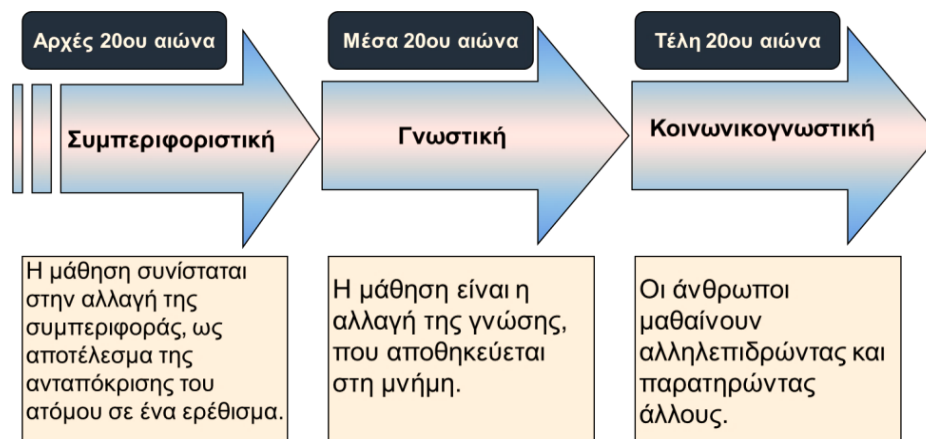 Αρχές 20ου αιώνα
Μέσα 20ου αιώνα
Τέλη 20ου αιώνα
Συμπεριφοριστική
Γνωστική
Κοινωνικογνωστική
Η μάθηση συνίσταται
στην αλλαγή της
συμπεριφοράς, ως
αποτέλεσμα της
ανταπόκρισης του
ατόμου σε ένα ερέθισμα.
Η μάθηση είναι η
αλλαγή της γνώσης,
που αποθηκεύεται
στη μνήμη.
Οι άνθρωποι
μαθαίνουν
αλληλεπιδρώντας και
παρατηρώντας
άλλους.